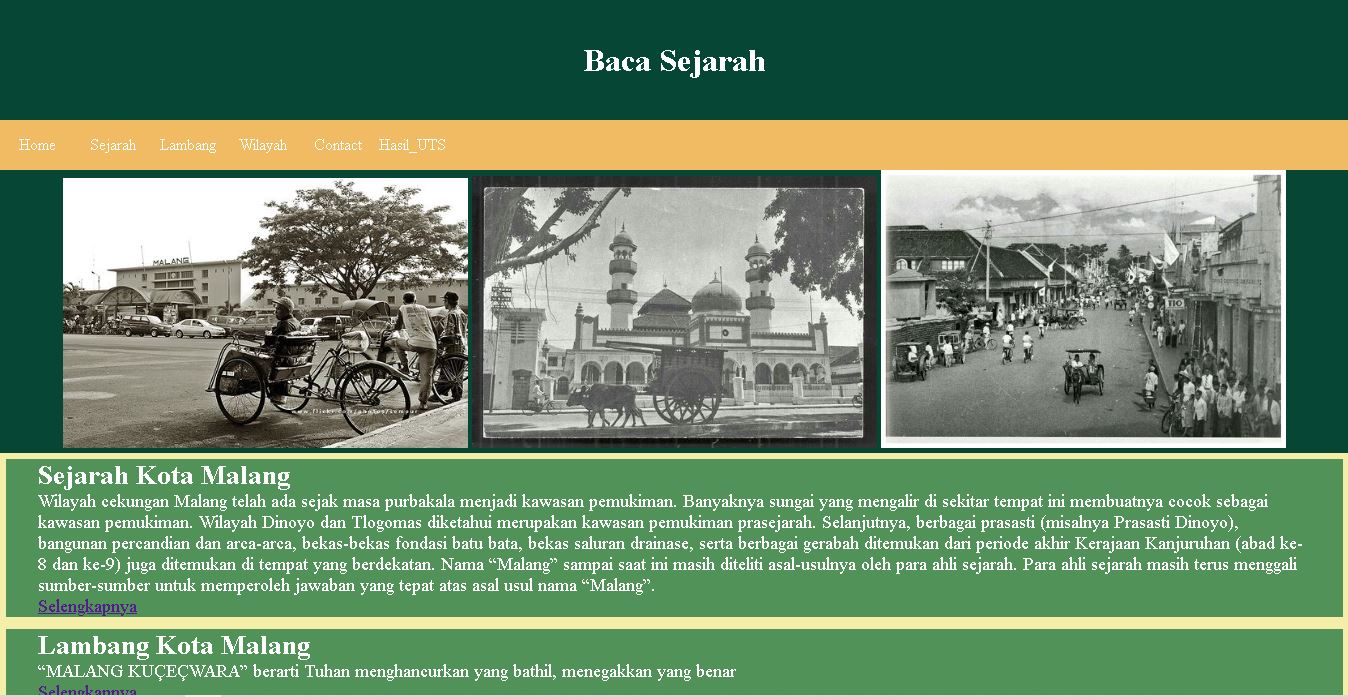 Baca Sejarah
Home Sejarah Lambang Wilayah Contact Hasil_UTS
MALANG
TIO
Sejarah Kota Malang
Wilayah cekungan Malang telah ada sejak masa purbakala menjadi kawasan pemukiman. Banyaknya sungai yang mengalir di sekitar tempat ini membuatnya cocok sebagai
kawasan pemukiman. Wilayah Dinoyo dan Tlogomas diketahui merupakan kawasan pemukiman prasejarah. Selanjutnya, berbagai prasasti (misalnya Prasasti Dinoyo),
bangunan percandian dan arca-arca, bekas-bekas fondasi batu bata, bekas saluran drainase, serta berbagai gerabah ditemukan dari periode akhir Kerajaan Kanjuruhan (abad ke-
8 dan ke-9) juga ditemukan di tempat yang berdekatan. Nama “Malang” sampai saat ini masih diteliti asal-usulnya oleh para ahli sejarah. Para ahli sejarah masih terus menggali
sumber-sumber untuk memperoleh jawaban yang tepat atas asal usul nama “Malang”.
Selengkapnya
Lambang Kota Malang
“MALANG KUÇEÇWARA” berarti Tuhan menghancurkan yang bathil, menegakkan yang benar
Selengkapnya